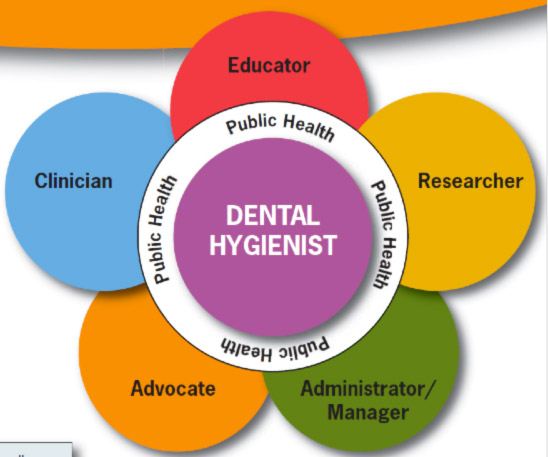 Educator
Public Health
Clinician
Public Health
DENTAL
HYGIENIST
Public Health
Researcher
Public Health
Advocate
Administrator/
Manager